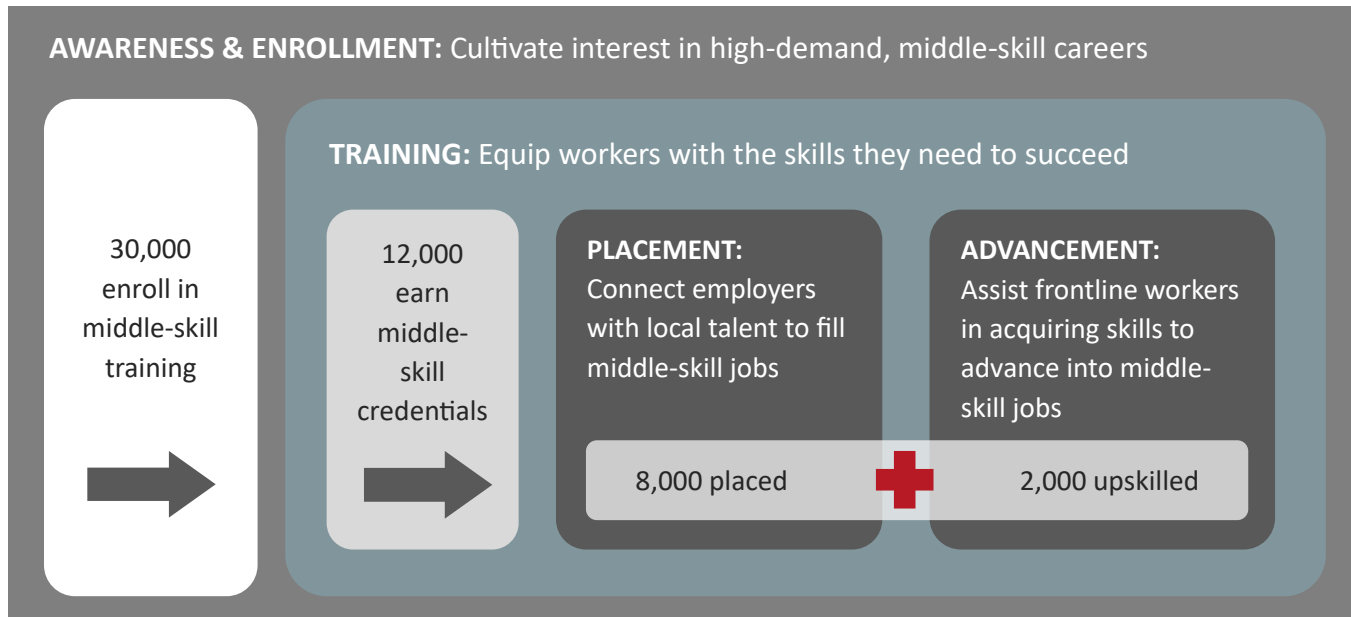 AWARENESS & ENROLLMENT: Cultivate interest in high-demand, middle-skill careers
30,000
enroll in
middle-skill
training
TRAINING: Equip workers with the skills they need to succeed
12,000
earn
middle-
skill
credentials
PLACEMENT:
Connect employers
with local talent to fill
middle-skill jobs
8,000 placed
ADVANCEMENT:
Assist frontline workers
in acquiring skills to
advance into middle-
skill jobs
2,000 upskilled